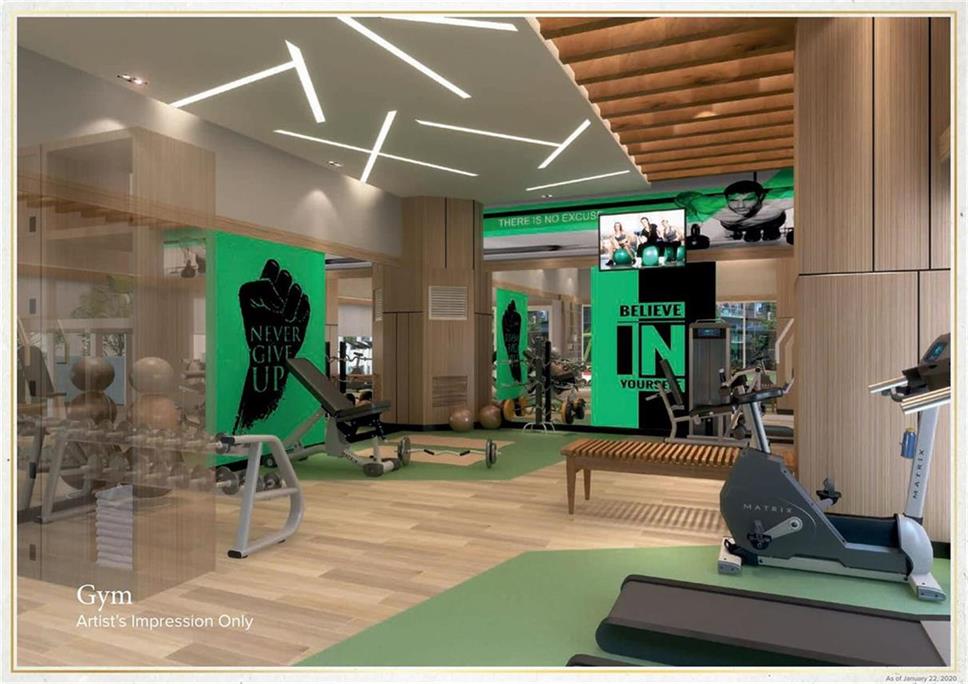 THERE IS NO EXCUS
NEVER
GIVE
UP
BELIEVE
IN
YOURSELF
MATRIX
MATRIX
Gym
Artist's Impression Only
As of January 22, 2020